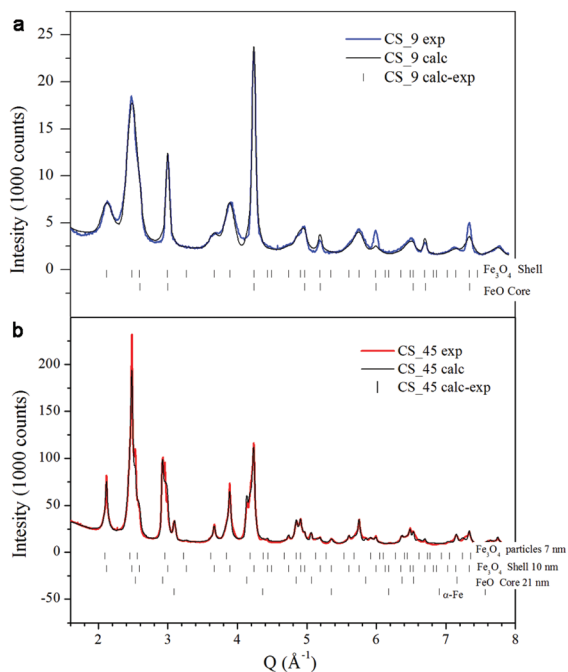 a
25
20
15
10
5
0
Intesity (1000 counts)
CS_9 exp
CS_9 calc
CS_9 calc-exp
Fe₃O₄ Shell
FeO Core
b
200
150
100
50
0
-50
Intesity (1000 counts)
CS_45 exp
CS_45 calc
CS_45 calc-exp
Fe₃O₄ particles 7 nm
Fe₃O₄ Shell 10 nm
FeO Core 21 nm
α-Fe
2 3 4 5 6 7 8
Q (Å⁻¹)